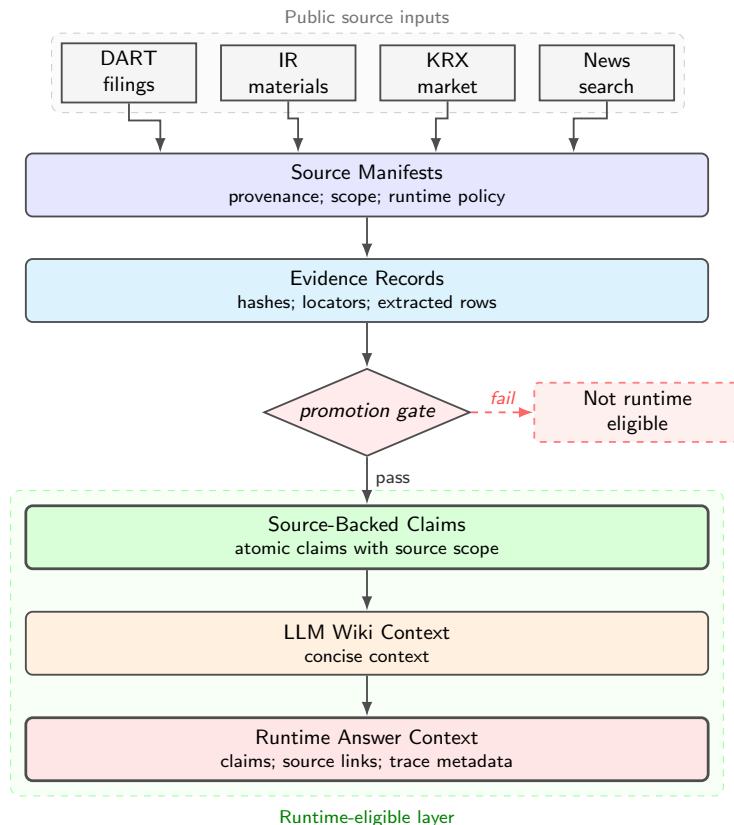 Public source inputs
DART
filings
IR
materials
KRX
market
News
search
Source Manifests
provenance; scope; runtime policy
Evidence Records
hashes; locators; extracted rows
promotion gate
fail
Not runtime
eligible
pass
Source-Backed Claims
atomic claims with source scope
LLM Wiki Context
concise context
Runtime Answer Context
claims; source links; trace metadata
Runtime-eligible layer